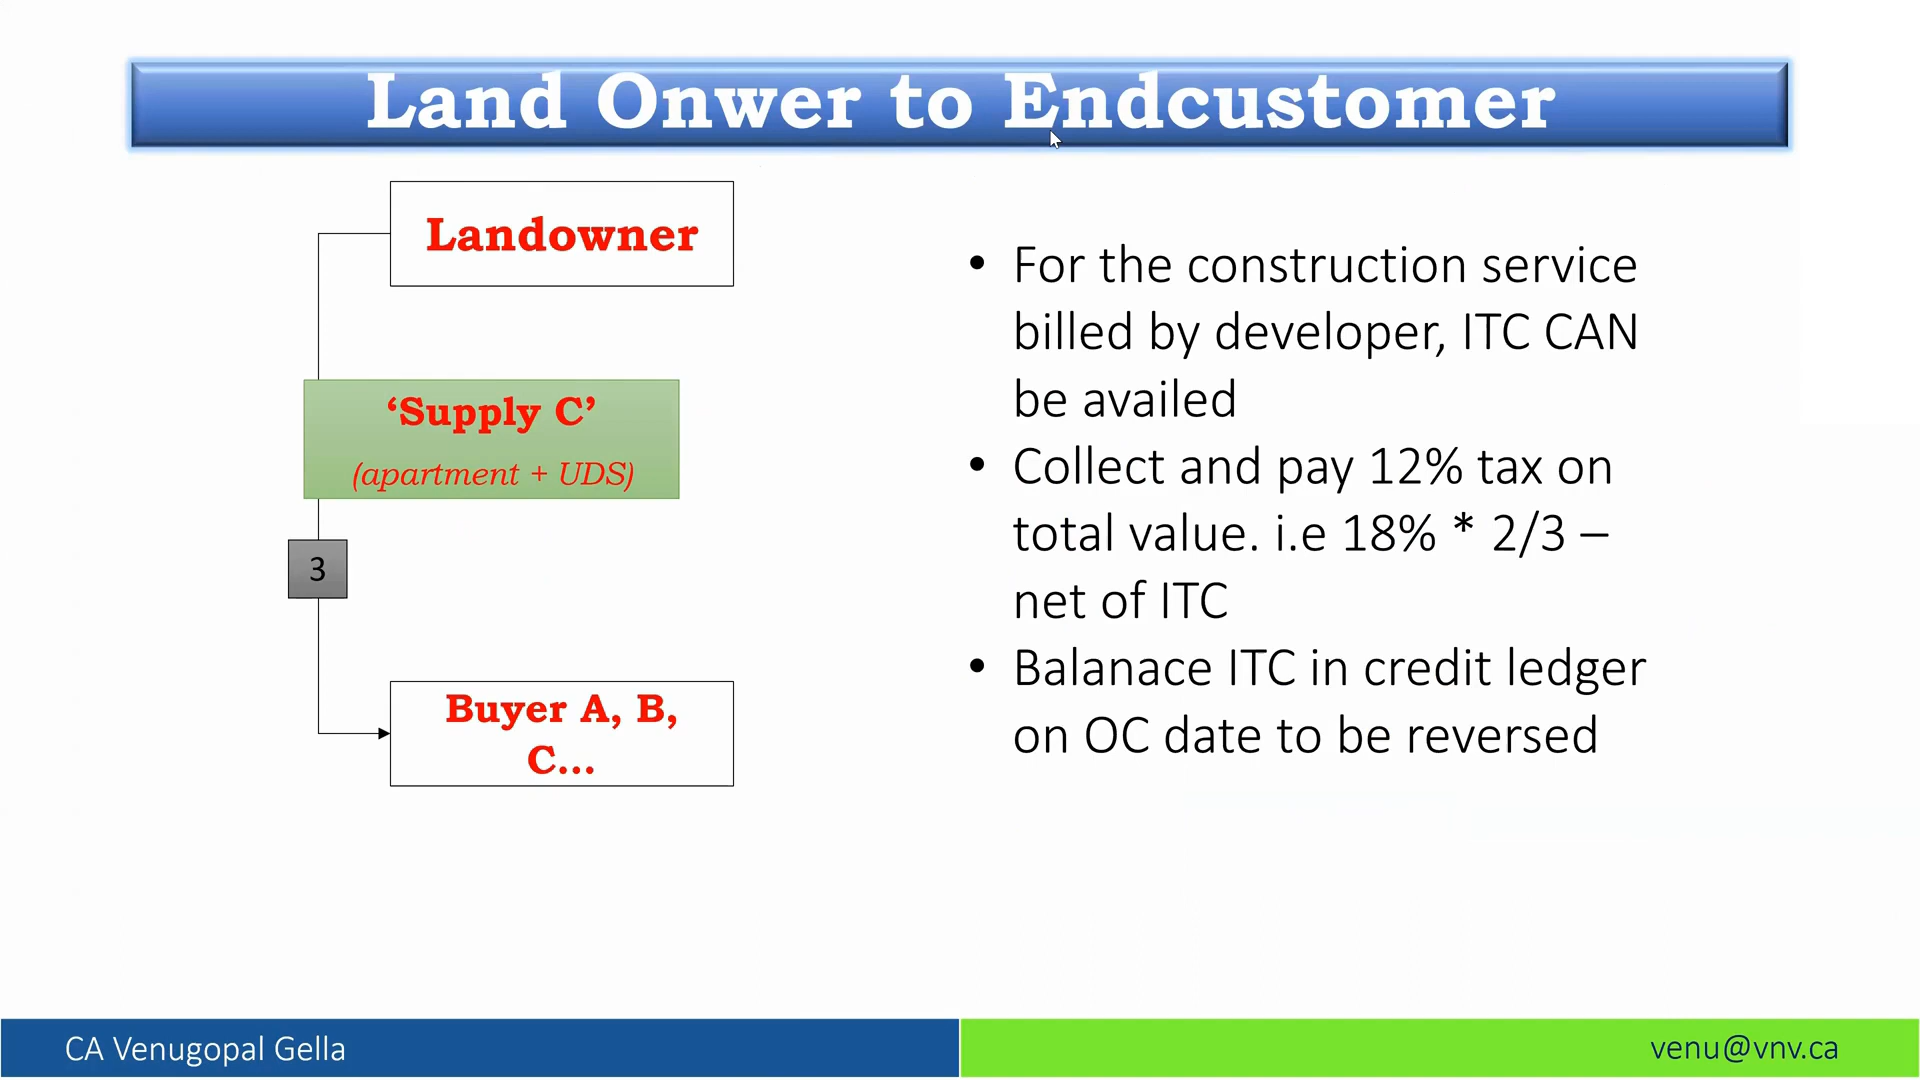 Land Onwer to Endcustomer
Landowner
‘Supply C’
(apartment + UDS)
3
Buyer A, B,
C...
• For the construction service
billed by developer, ITC CAN
be availed
• Collect and pay 12% tax on
total value. i.e 18% * 2/3 –
net of ITC
• Balanace ITC in credit ledger
on OC date to be reversed
CA Venugopal Gella
venu@vnv.ca